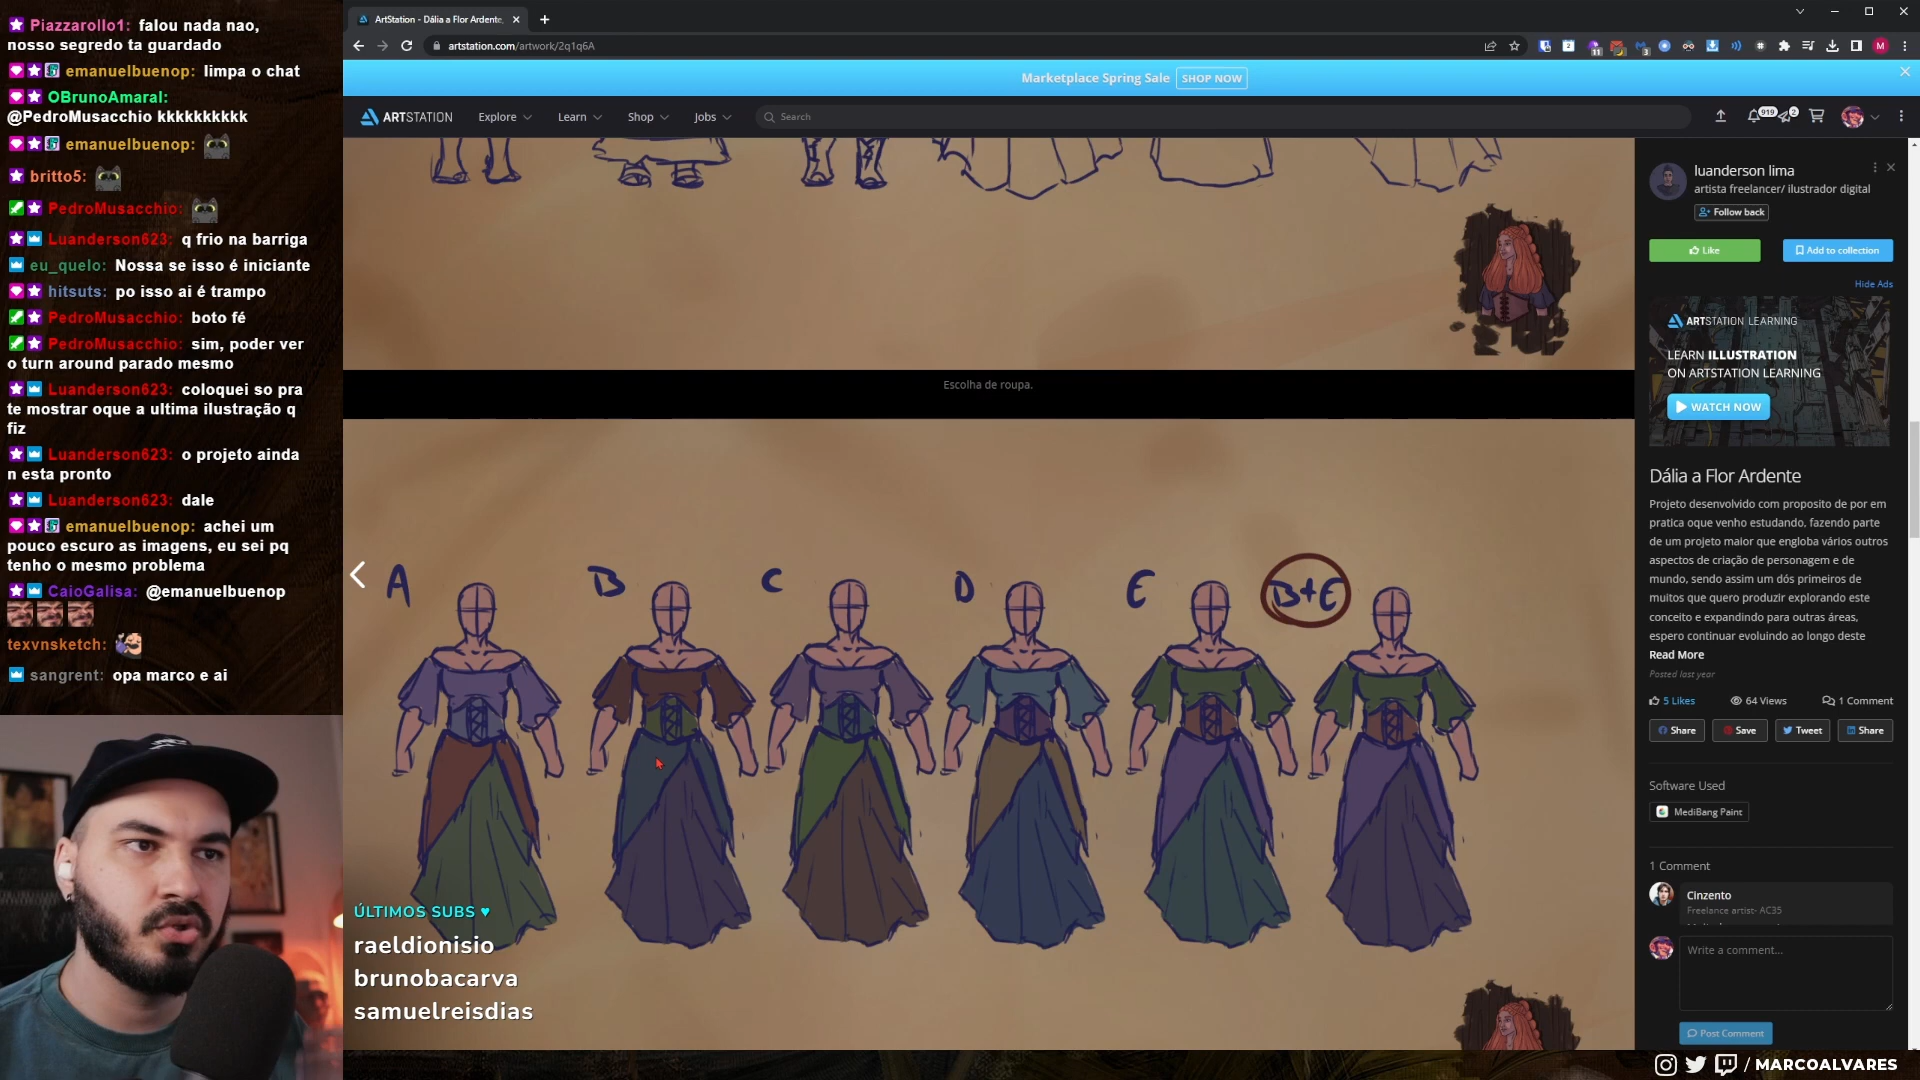 Piazzarollo1: falou nada nao,
nosso segredo ta guardado
emanuelbuenop: limpa o chat
OBrunoAmaral:
@PedroMusacchio kkkkkkkkkk
emanuelbuenop:
britto5:
PedroMusacchio:
Luanderson623: q frio na barriga
eu_quelo: Nossa se isso é iniciante
hitsuts: po isso ai é trampo
PedroMusacchio: boto fé
PedroMusacchio: sim, poder ver
o turn around parado mesmo
Luanderson623: coloquei so pra
te mostrar oque a ultima ilustração q
fiz
Luanderson623: o projeto ainda
n esta pronto
Luanderson623: dale
emanuelbuenop: achei um
pouco escuro as imagens, eu sei pq
tenho o mesmo problema
CaioGalisa: @emanuelbuenop
texvnsketch:
sangrent: opa marco e ai
ArtStation - Dália a Flor Ardente,
artstation.com/artwork/2q1q6A
Marketplace Spring Sale SHOP NOW
ARTSTATION Explore Learn Shop Jobs Search
919 2
Escolha de roupa.
A B C D E B+E
ÚLTIMOS SUBS ♥
raeldionisio
brunobacarva
samuelreisdias
luanderson lima
artista freelancer/ ilustrador digital
Follow back
Like Add to collection
Hide Ads
ARTSTATION LEARNING
LEARN ILLUSTRATION
ON ARTSTATION LEARNING
WATCH NOW
Dália a Flor Ardente
Projeto desenvolvido com proposito de por em
pratica oque venho estudando, fazendo parte
de um projeto maior que engloba vários outros
aspectos de criação de personagem e de
mundo, sendo assim um dós primeiros de
muitos que quero produzir explorando este
conceito e expandindo para outras áreas,
espero continuar evoluindo ao longo deste
Read More
Posted last year
5 Likes 64 Views 1 Comment
Share Save Tweet Share
Software Used
MediBang Paint
1 Comment
Cinzento
Freelance artist- AC35
Write a comment...
Post Comment
/ MARCOALVARES